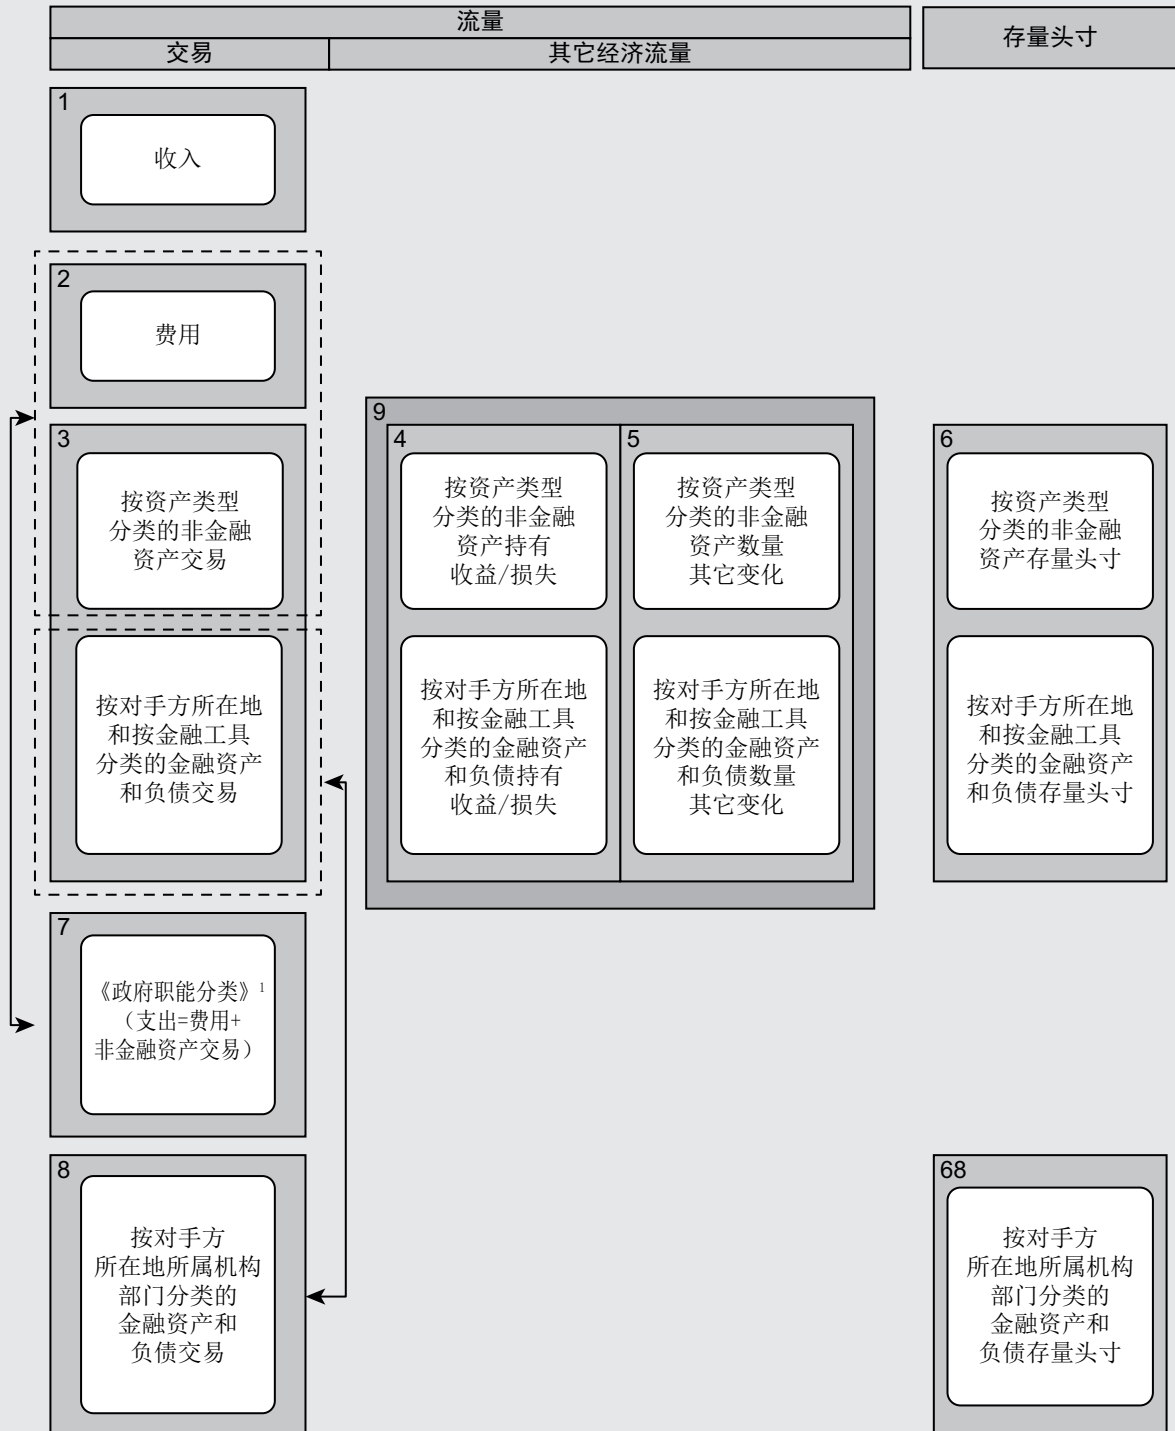 流量
存量头寸
交易
其它经济流量
1
收入
2
费用
3
按资产类型
分类的非金融
资产交易
按对手方所在地
和按金融工具
分类的金融资产
和负债交易
9
4
按资产类型
分类的非金融
资产持有
收益/损失
按对手方所在地
和按金融工具
分类的金融资产
和负债持有
收益/损失
5
按资产类型
分类的非金融
资产数量
其它变化
按对手方所在地
和按金融工具
分类的金融资产
和负债数量
其它变化
6
按资产类型
分类的非金融
资产存量头寸
按对手方所在地
和按金融工具
分类的金融资产
和负债存量头寸
7
《政府职能分类》1
（支出=费用+
非金融资产交易）
8
按对手方
所在地所属机构
部门分类的
金融资产和
负债交易
68
按对手方
所在地所属机构
部门分类的
金融资产和
负债存量头寸